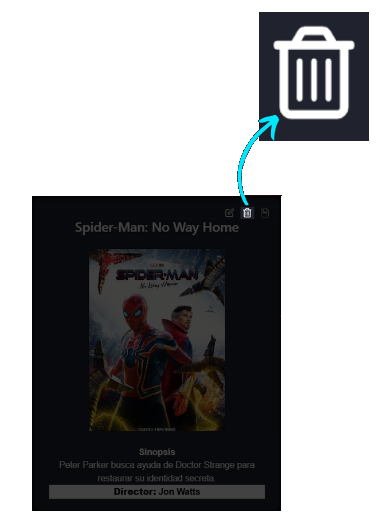 Spider-Man: No Way Home
SPIDER-MAN
No Way Home
Sinopsis
Peter Parker busca ayuda de Doctor Strange para
restaurar su identidad secreta.
Director: Jon Watts